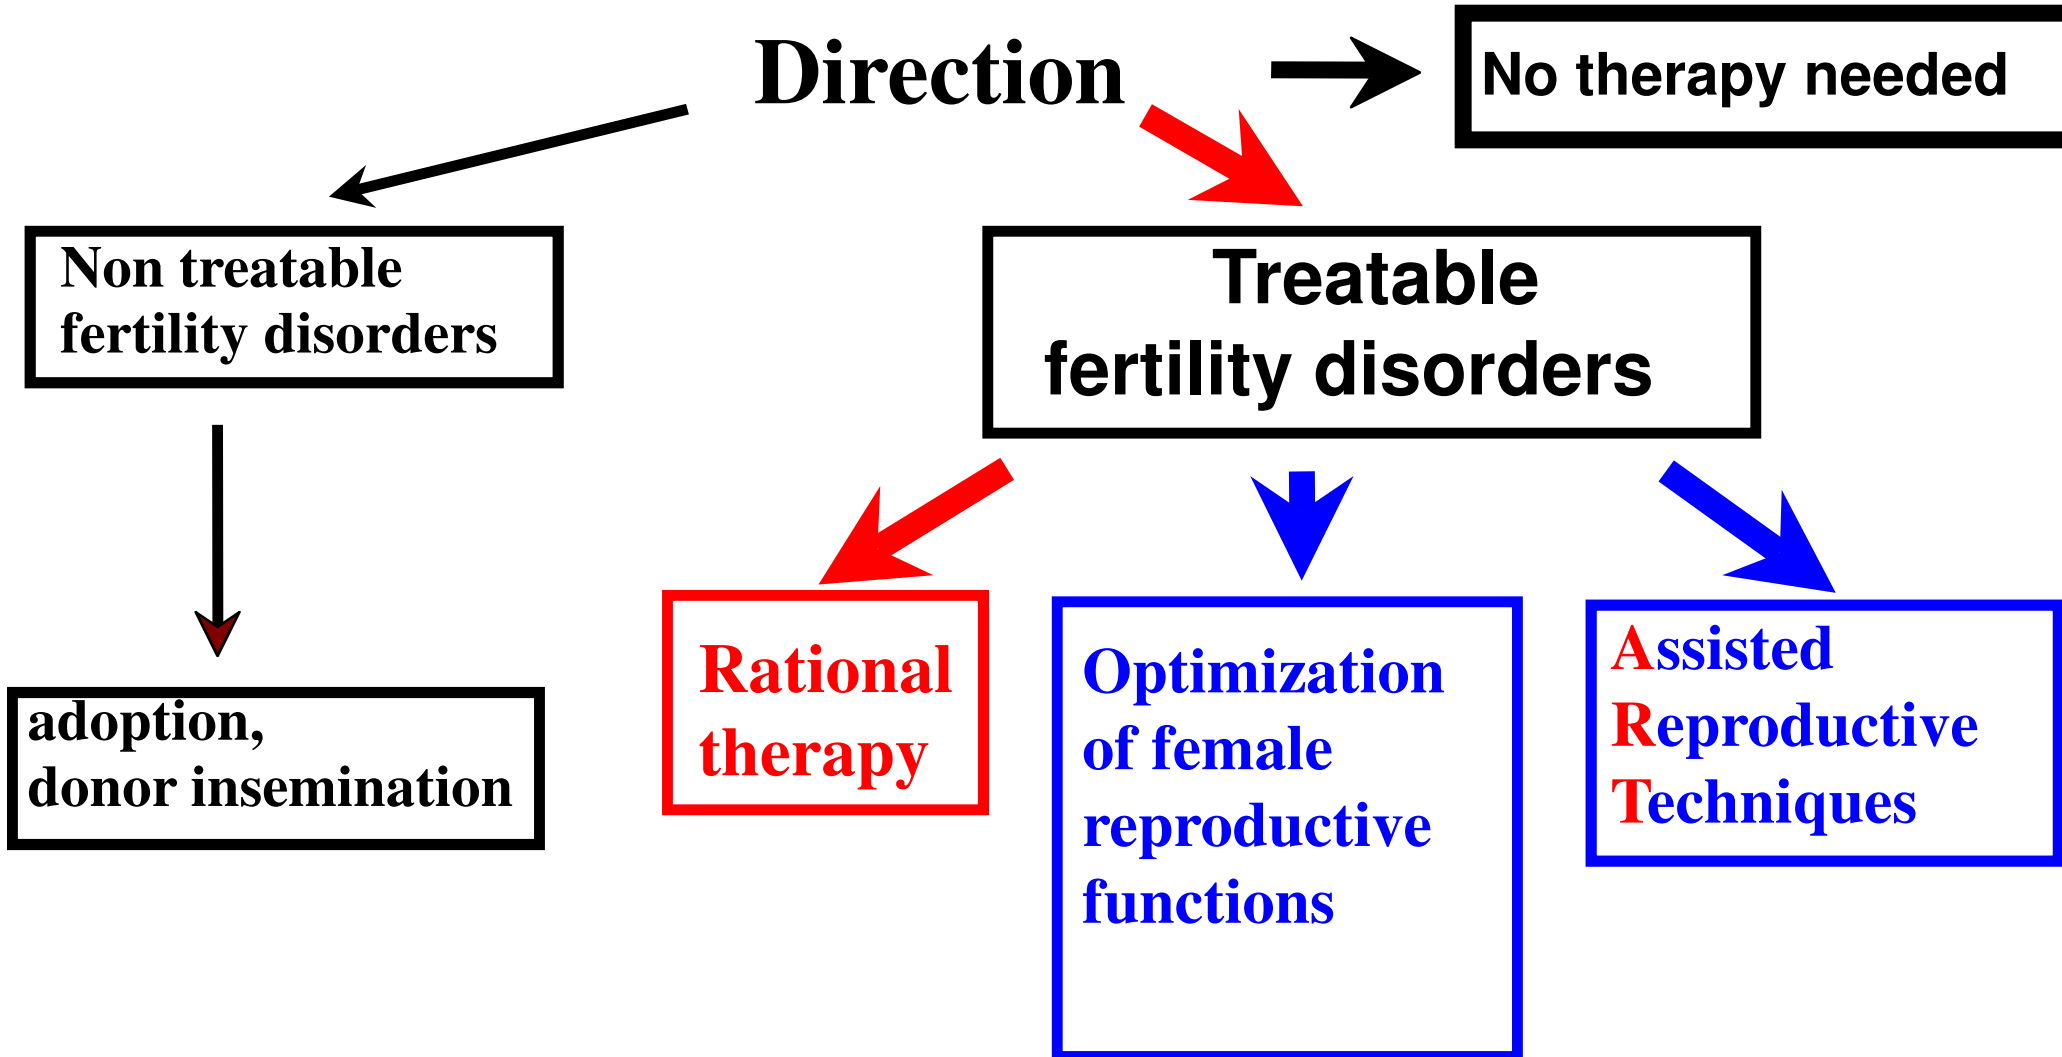 Direction
No therapy needed
Non treatable
fertility disorders
Treatable
fertility disorders
adoption,
donor insemination
Rational
therapy
Optimization
of female
reproductive
functions
Assisted
Reproductive
Techniques